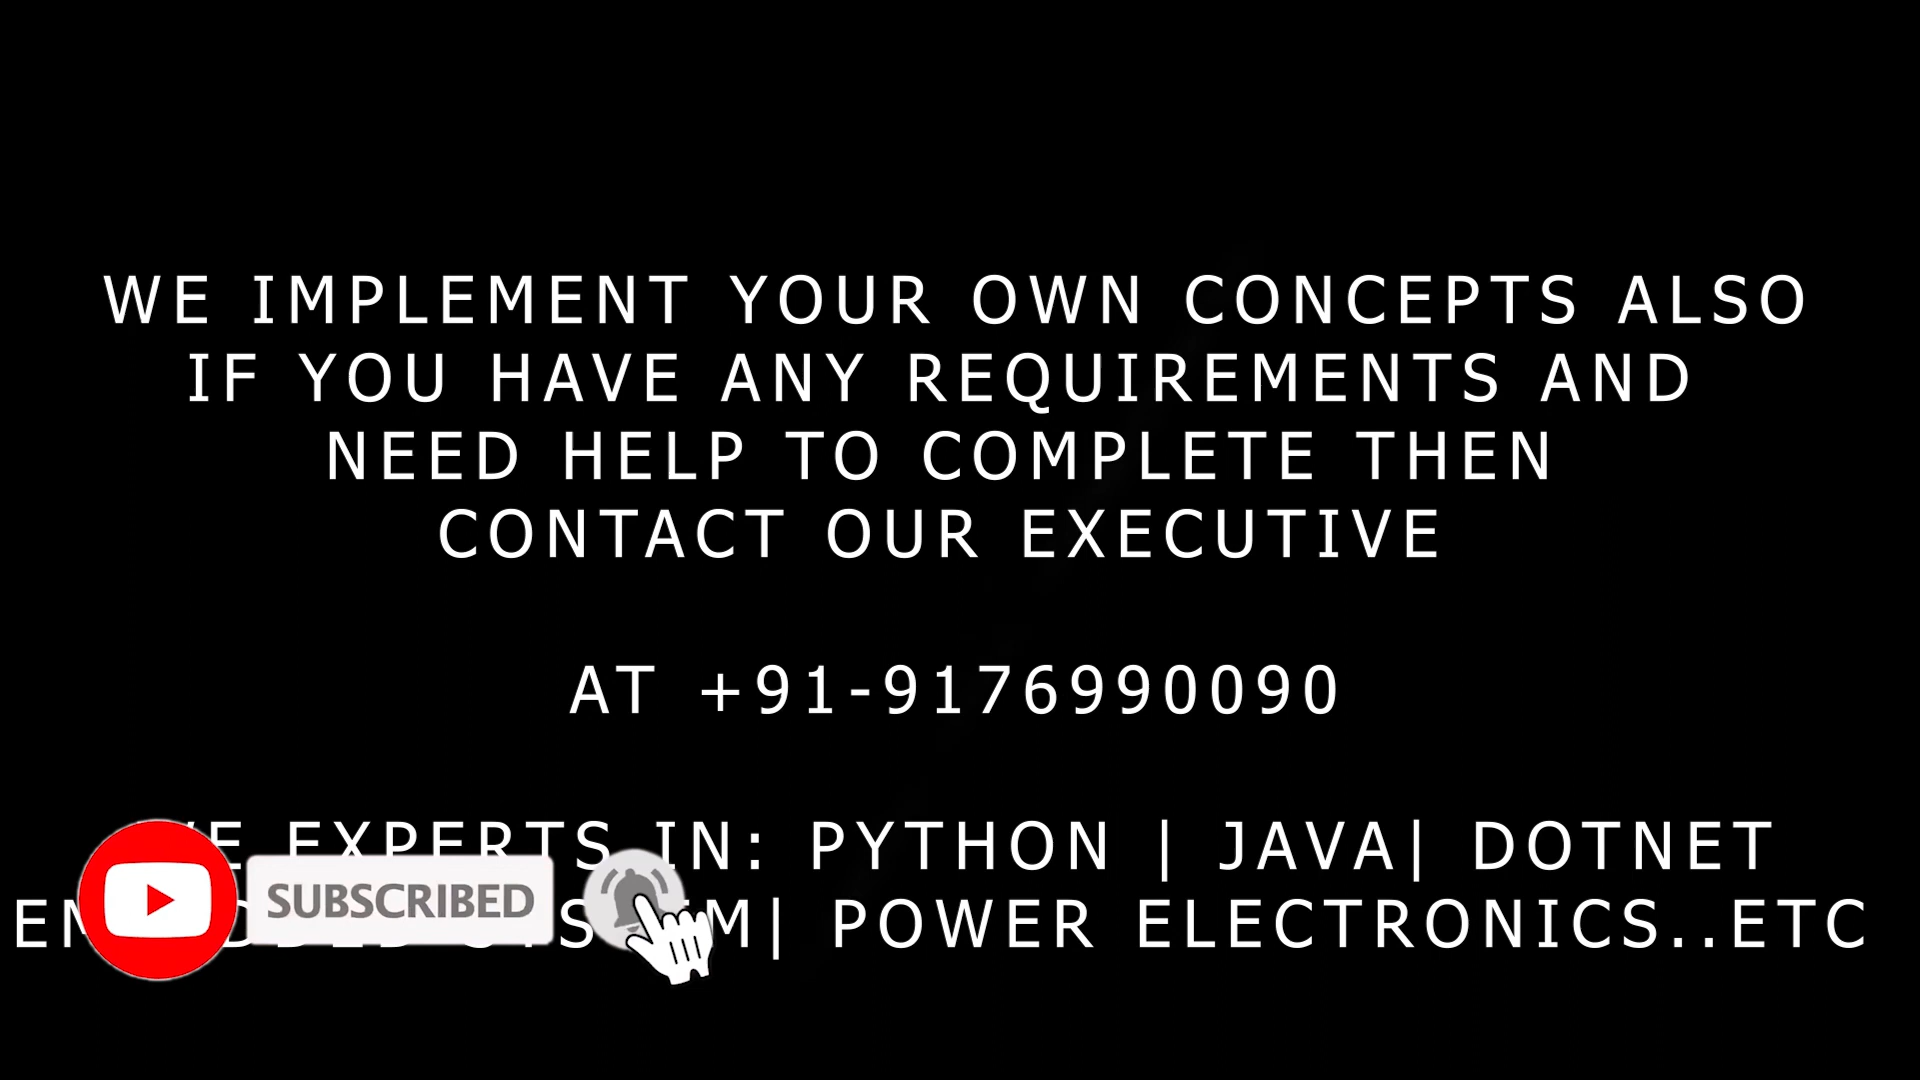 WE IMPLEMENT YOUR OWN CONCEPTS ALSO
IF YOU HAVE ANY REQUIREMENTS AND
NEED HELP TO COMPLETE THEN
CONTACT OUR EXECUTIVE
AT +91-9176990090
EXPERTS IN: PYTHON | JAVA| DOTNET
SUBSCRIBED
| POWER ELECTRONICS..ETC